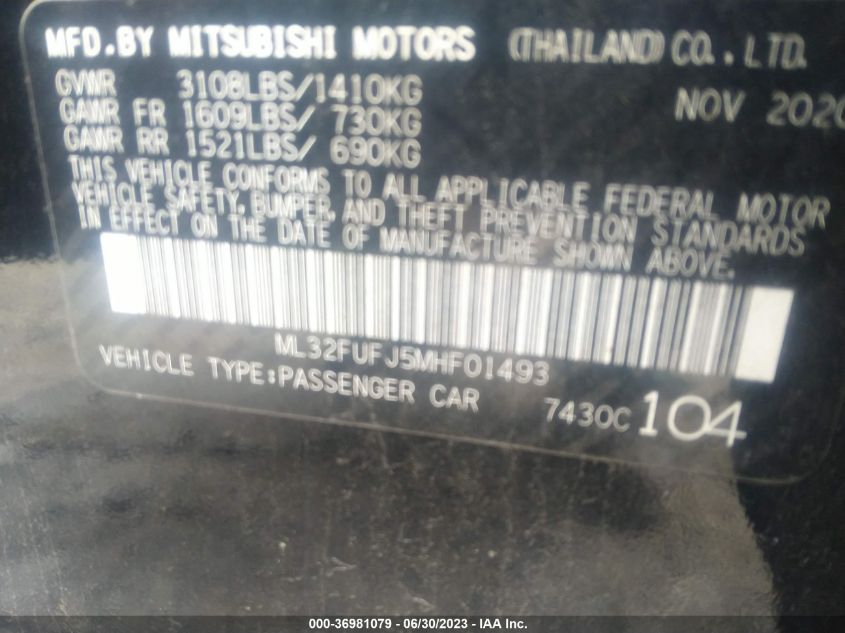 MFD.BY MITSUBISHI MOTORS (THAILAND) CO.,LTD.
GVWR 3108LBS/1410KG NOV 2020
GAWR FR 1609LBS/ 730KG
GAWR RR 1521LBS/ 690KG
THIS VEHICLE CONFORMS TO ALL APPLICABLE FEDERAL MOTOR
VEHICLE SAFETY, BUMPER, AND THEFT PREVENTION STANDARDS
IN EFFECT ON THE DATE OF MANUFACTURE SHOWN ABOVE.
ML32FUFJ5MHF01493
VEHICLE TYPE:PASSENGER CAR 7430C 104
000-36981079 - 06/30/2023 - IAA Inc.